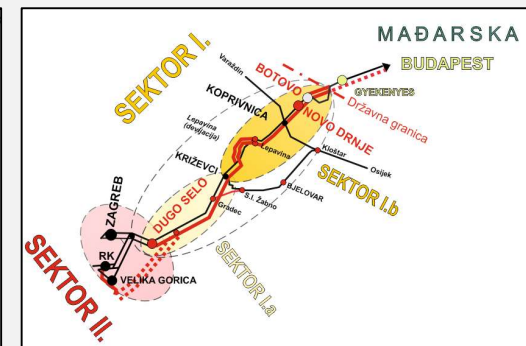 MAĐARSKA
BUDAPEST
SEKTOR I.
Varaždin
BOTOVO
GYEKENYES
KOPRIVNICA
NOVO DRNJE
Državna granica
Lepavina
(devijacija)
Lepavina
Kloštar
Osijek
KRIŽEVCI
SEKTOR I.b
S.I. Žabno
BJELOVAR
Gradec
DUGO SELO
ZAGREB
SEKTOR I.a
RK
VELIKA GORICA
SEKTOR II.